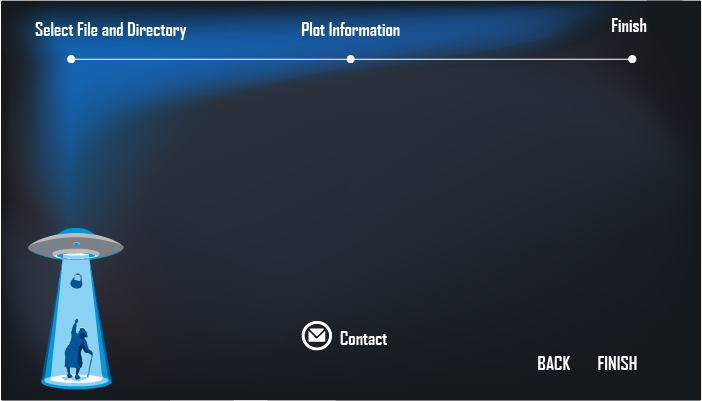 Select File and Directory
Plot Information
Finish
Contact
BACK
FINISH